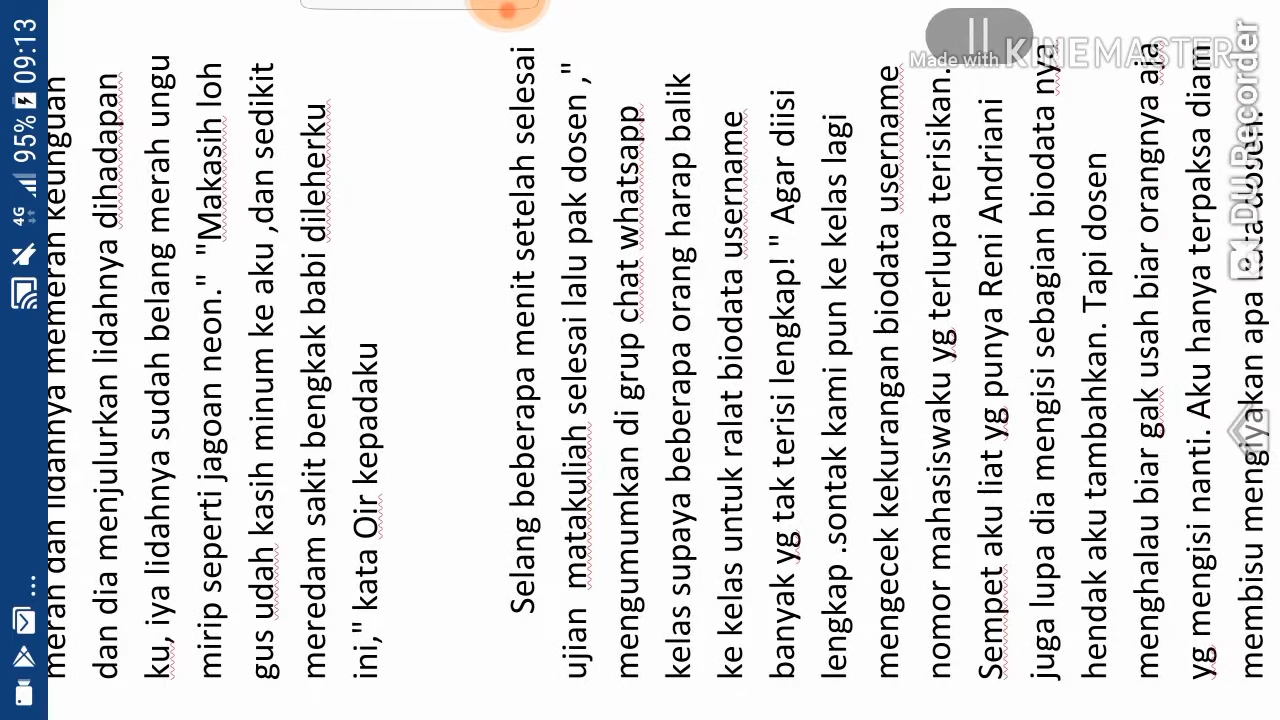 4G 95% 09:13
merah dan lidahnya memerah keunguan
dan dia menjulurkan lidahnya dihadapan
ku, iya lidahnya sudah belang merah ungu
mirip seperti jagoan neon." "Makasih loh
gus udah kasih minum ke aku ,dan sedikit
meredam sakit bengkak babi dileherku
ini," kata Oir kepadaku
Selang beberapa menit setelah selesai
ujian matakuliah selesai lalu pak dosen ,"
mengumumkan di grup chat whatsapp
kelas supaya beberapa orang harap balik
ke kelas untuk ralat biodata username
banyak yg tak terisi lengkap! " Agar diisi
lengkap .sontak kami pun ke kelas lagi
mengecek kekurangan biodata username
nomor mahasiswaku yg terlupa terisikan.
Sempet aku liat yg punya Reni Andriani
juga lupa dia mengisi sebagian biodata nya
hendak aku tambahkan. Tapi dosen
menghalau biar gak usah biar orangnya aja
yg mengisi nanti. Aku hanya terpaksa diam
membisu mengiyakan apa kata dosen.
Made with KINEMASTER
DU Recorder